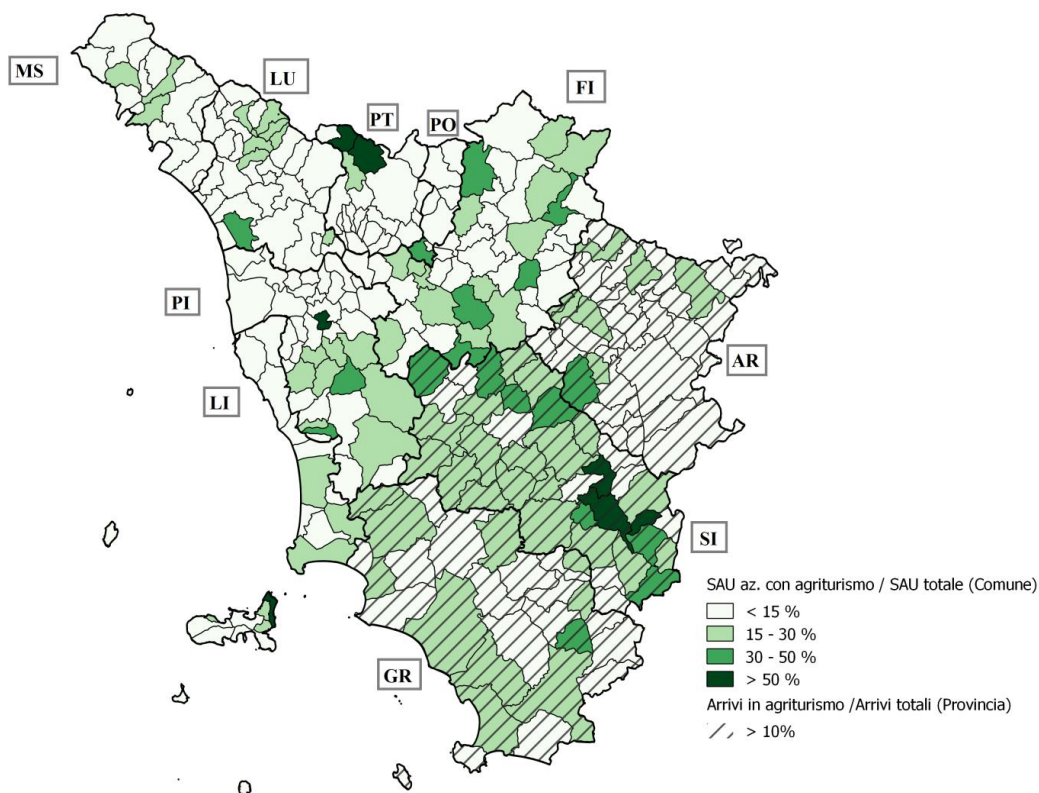 MS
LU
PT
PO
FI
PI
LI
AR
SI
GR
SAU az. con agriturismo / SAU totale (Comune)
< 15 %
15 - 30 %
30 - 50 %
> 50 %
Arrivi in agriturismo /Arrivi totali (Provincia)
> 10%